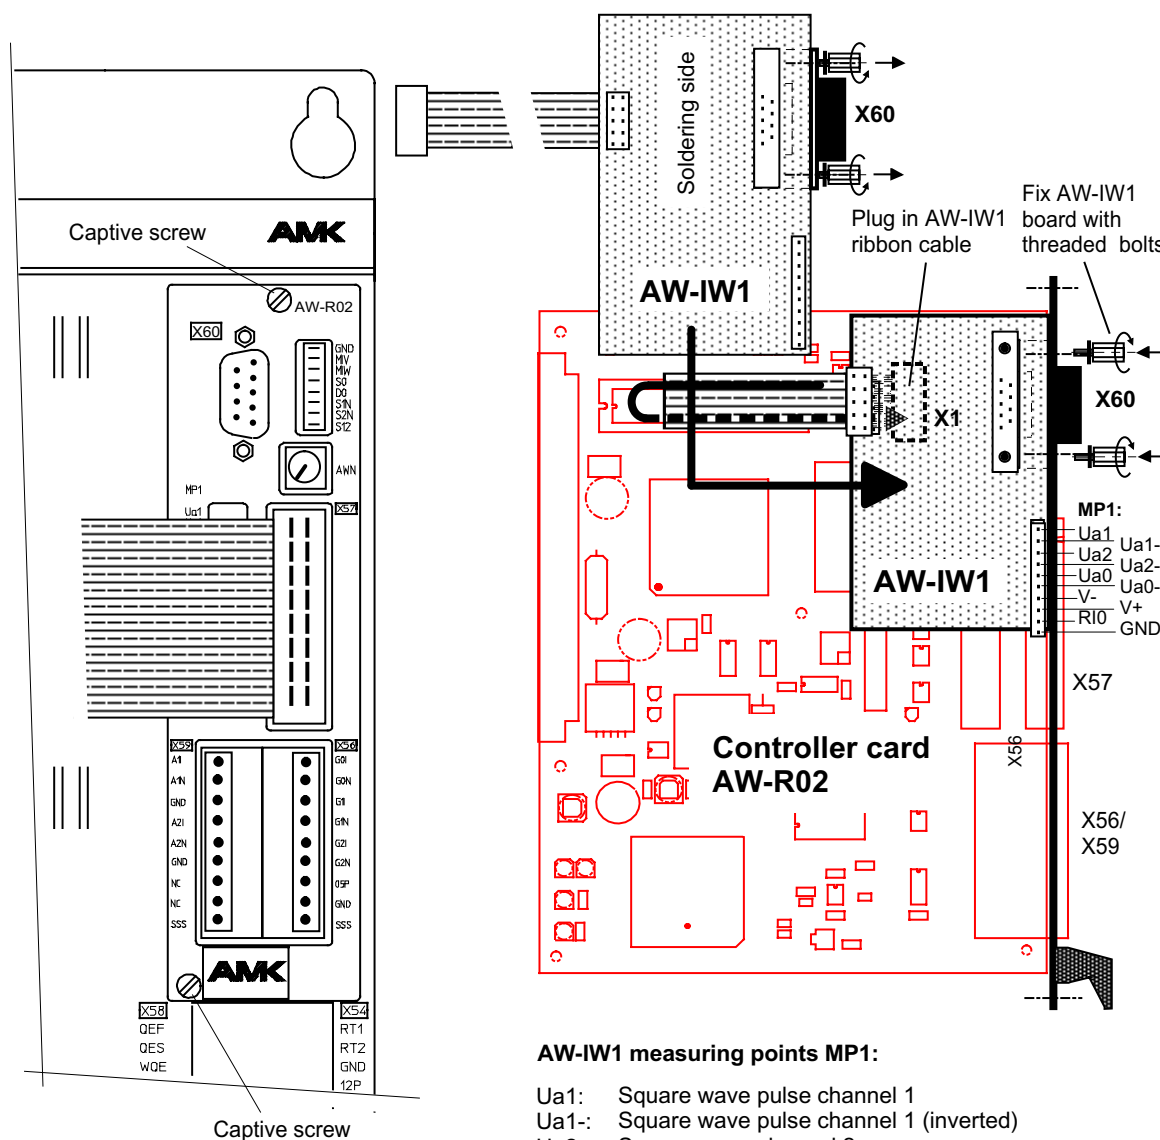 Captive screw
AMK
AW-R02
X60
GND
MIV
MIW
S0
D0
S1N
S2N
S12
AWN
MP1
Ua1
X57
X59
X56
A1I
A1N
GND
A2I
A2N
GND
NC
NC
SSS
G0I
G0N
G1I
G1N
G2I
G2N
05P
GND
SSS
AMK
X58
QEF
QES
WQE
X54
RT1
RT2
GND
12P
Captive screw
Soldering side
X60
AW-IW1
Plug in AW-IW1
ribbon cable
Fix AW-IW1
board with
threaded bolts
X1
X60
AW-IW1
MP1:
Ua1
Ua1-
Ua2
Ua2-
Ua0
Ua0-
V-
V+
RI0
GND
X57
X56
Controller card
AW-R02
X56/
X59
AW-IW1 measuring points MP1:
Ua1: Square wave pulse channel 1
Ua1-: Square wave pulse channel 1 (inverted)